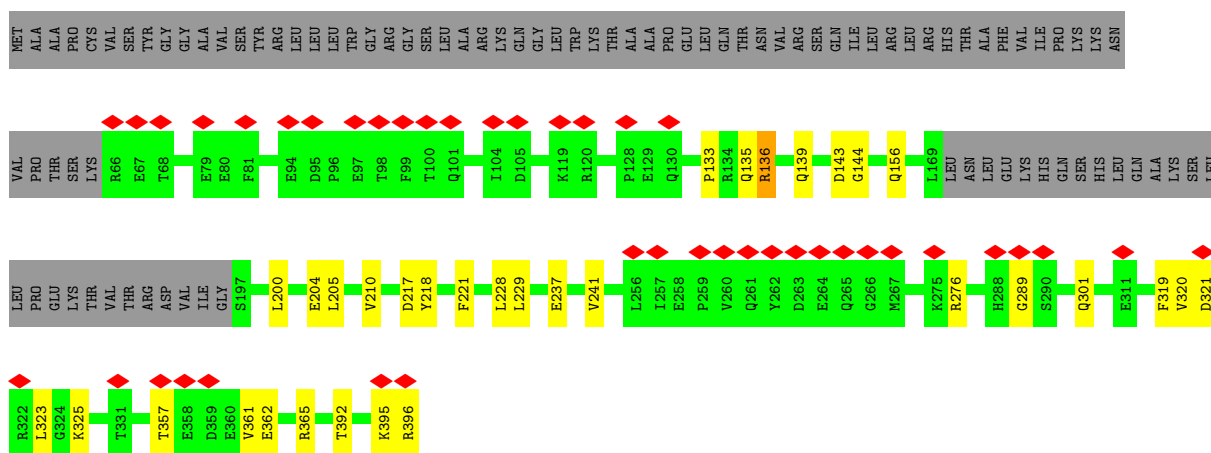 MET ALA ALA PRO CYS VAL SER TYR GLY GLY ALA VAL SER TYR ARG LEU LEU LEU TRP GLY ARG GLY SER LEU ALA ARG LYS GLN GLY LEU TRP LYS THR ALA ALA PRO GLU LEU GLN THR ASN VAL ARG SER GLN ILE LEU ARG LEU ARG HIS THR ALA PHE VAL ILE PRO LYS LYS ASN
VAL PRO THR SER LYS R66 E67 T68 E79 E80 F81 E94 D95 P96 E97 T98 F99 T100 Q101 I104 D105 K119 R120 P128 E129 Q130 P133 R134 Q135 R136 Q139 D143 G144 Q156 L169 LEU ASN LEU GLU LYS HIS GLN SER HIS LEU GLN ALA LYS SER LEU
LEU PRO GLU LYS THR VAL THR ARG ASP VAL ILE GLY S197 L200 E204 L205 V210 D217 Y218 F221 L228 L229 E237 V241 L256 I257 E258 P259 V260 Q261 Y262 D263 E264 Q265 G266 M267 K275 R276 H288 G289 S290 Q301 E311 F319 V320 D321
R322 L323 G324 K325 T331 T357 E358 D359 E360 V361 E362 R365 T392 K395 R396